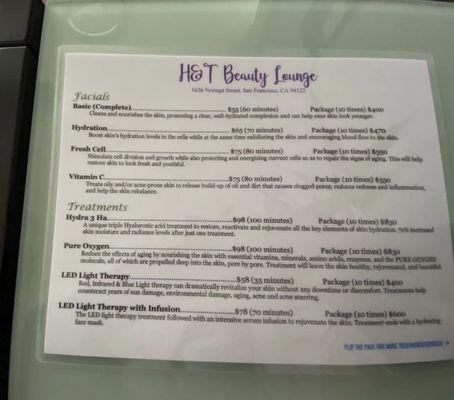 H&T Beauty Lounge
1626 Noriega Street, San Francisco, CA 94122
Facials
Basic (Complete)..............................$55 (60 minutes) Package (10 times) $400
Cleans and nourishes the skin, promoting a clear, well-hydrated complexion and can help your skin look younger.
Hydration..............................$65 (70 minutes) Package (10 times) $470
Boost skin's hydration levels in the cells while at the same time exfoliating the skin and encouraging blood flow to the skin.
Fresh Cell..............................$75 (80 minutes) Package (10 times) $550
Stimulate cell division and growth while also protecting and energizing current cells so as to repair the signs of aging. This will help
restore skin to look fresh and youthful.
Vitamin C..............................$75 (80 minutes) Package (10 times) $550
Treats oily and/or acne-prone skin to release build-up of oil and dirt that causes clogged pores; reduces redness and inflammation,
and help the skin rebalance.
Treatments
Hydra 3 Ha..............................$98 (100 minutes) Package (10 times) $830
A unique triple Hyaluronic acid treatment to restore, reactivate and rejuvenate all the key elements of skin hydration. 71% increased
skin moisture and radiance levels after just one treatment.
Pure Oxygen..............................$98 (100 minutes) Package (10 times) $830
Reduce the effects of aging by nourishing the skin with essential vitamins, minerals, amino acids, enzymes, and the PURE OXYGEN
molecule, all of which are propelled deep into the skin, pore by pore. Treatment will leave the skin healthy, rejuvenated, and beautiful
LED Light Therapy..............................$58 (35 minutes) Package (10 times) $400
Red, Infrared & Blue Light therapy can dramatically revitalize your skin without any downtime or discomfort. Treatments help
counteract years of sun damage, environmental damage, aging, acne and acne scarring.
LED Light Therapy with Infusion..............................$78 (70 minutes) Package (10 times) $600
The LED light therapy treatment followed with an intensive serum infusion to rejuvenate the skin. Treatment ends with a hydrating
face mask.
FLIP THE PAGE FOR MORE TREATMENTS/SERVICES